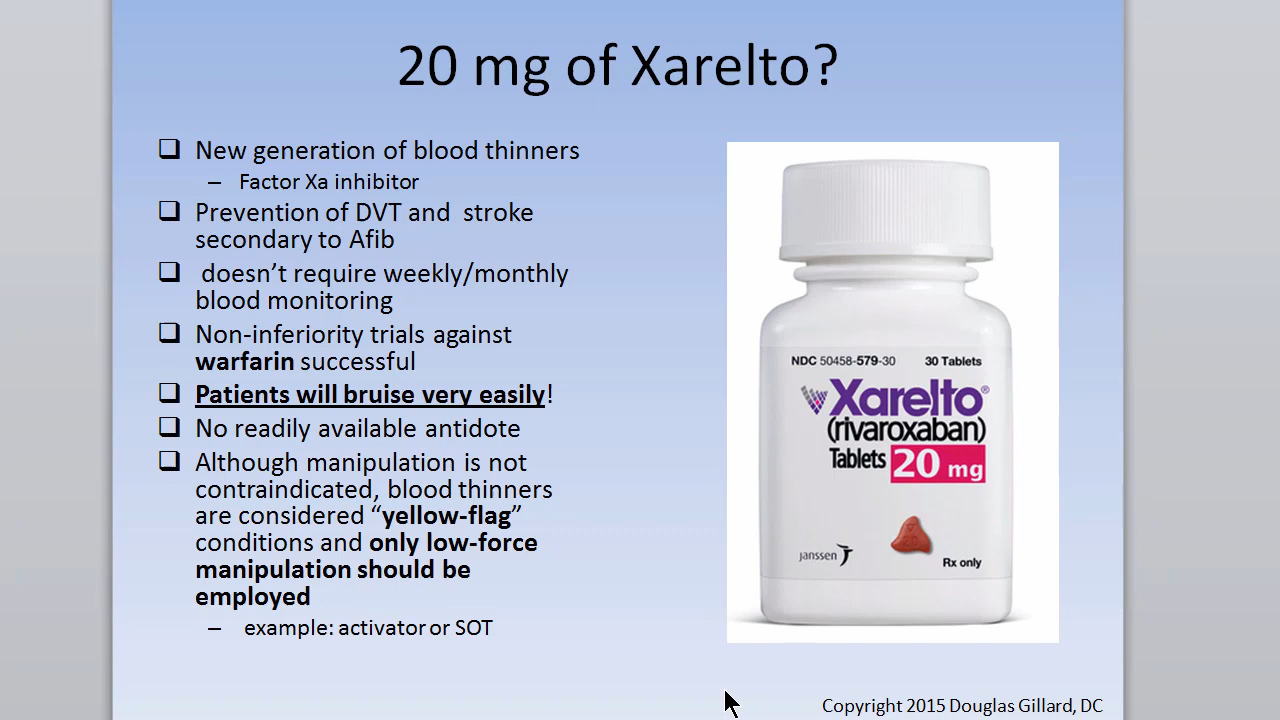 20 mg of Xarelto?
❑ New generation of blood thinners
– Factor Xa inhibitor
❑ Prevention of DVT and stroke
secondary to Afib
❑ doesn’t require weekly/monthly
blood monitoring
❑ Non-inferiority trials against
warfarin successful
❑ Patients will bruise very easily!
❑ No readily available antidote
❑ Although manipulation is not
contraindicated, blood thinners
are considered “yellow-flag”
conditions and only low-force
manipulation should be
employed
– example: activator or SOT
NDC 50458-579-30 30 Tablets
Xarelto®
(rivaroxaban)
Tablets 20 mg
janssen
Rx only
Copyright 2015 Douglas Gillard, DC